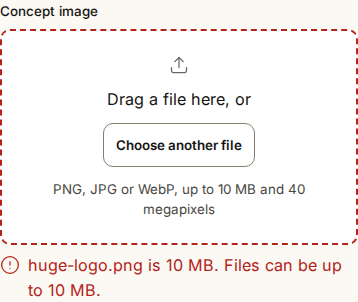 Concept image
Drag a file here, or
Choose another file
PNG, JPG or WebP, up to 10 MB and 40
megapixels
huge-logo.png is 10 MB. Files can be up
to 10 MB.